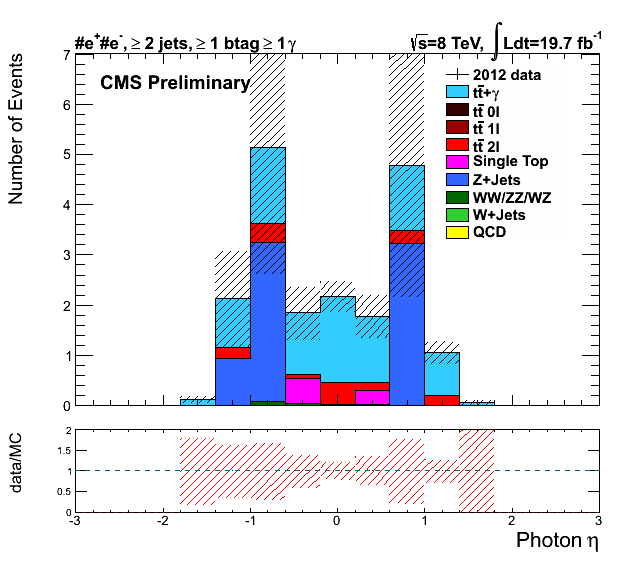 #e⁺#e⁻, ≥ 2 jets, ≥ 1 btag ≥ 1 γ
√s=8 TeV, ∫ Ldt=19.7 fb⁻¹
CMS Preliminary
2012 data
tt̄+γ
tt̄ 0l
tt̄ 1l
tt̄ 2l
Single Top
Z+Jets
WW/ZZ/WZ
W+Jets
QCD
Number of Events
7
6
5
4
3
2
1
0
data/MC
2
1.5
1
0.5
0
-3 -2 -1 0 1 2 3
Photon η